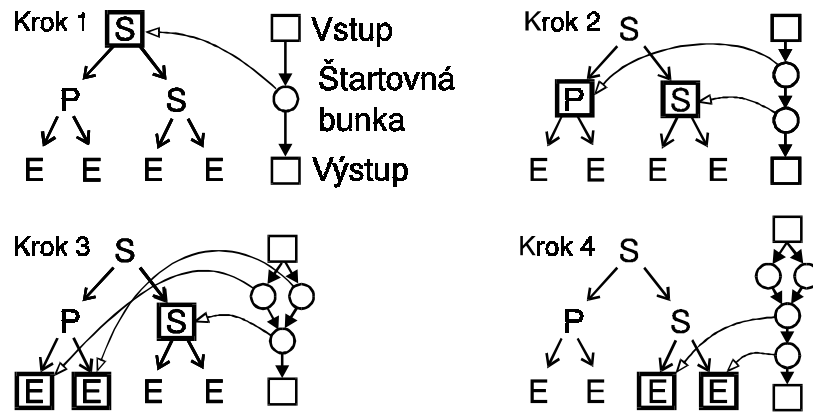 Krok 1
S
Vstup
P
S
Štartovná
bunka
E E E E
Výstup
Krok 2
S
P
S
E E E E
Krok 3
S
P
S
E E E E
Krok 4
S
P
S
E E E E